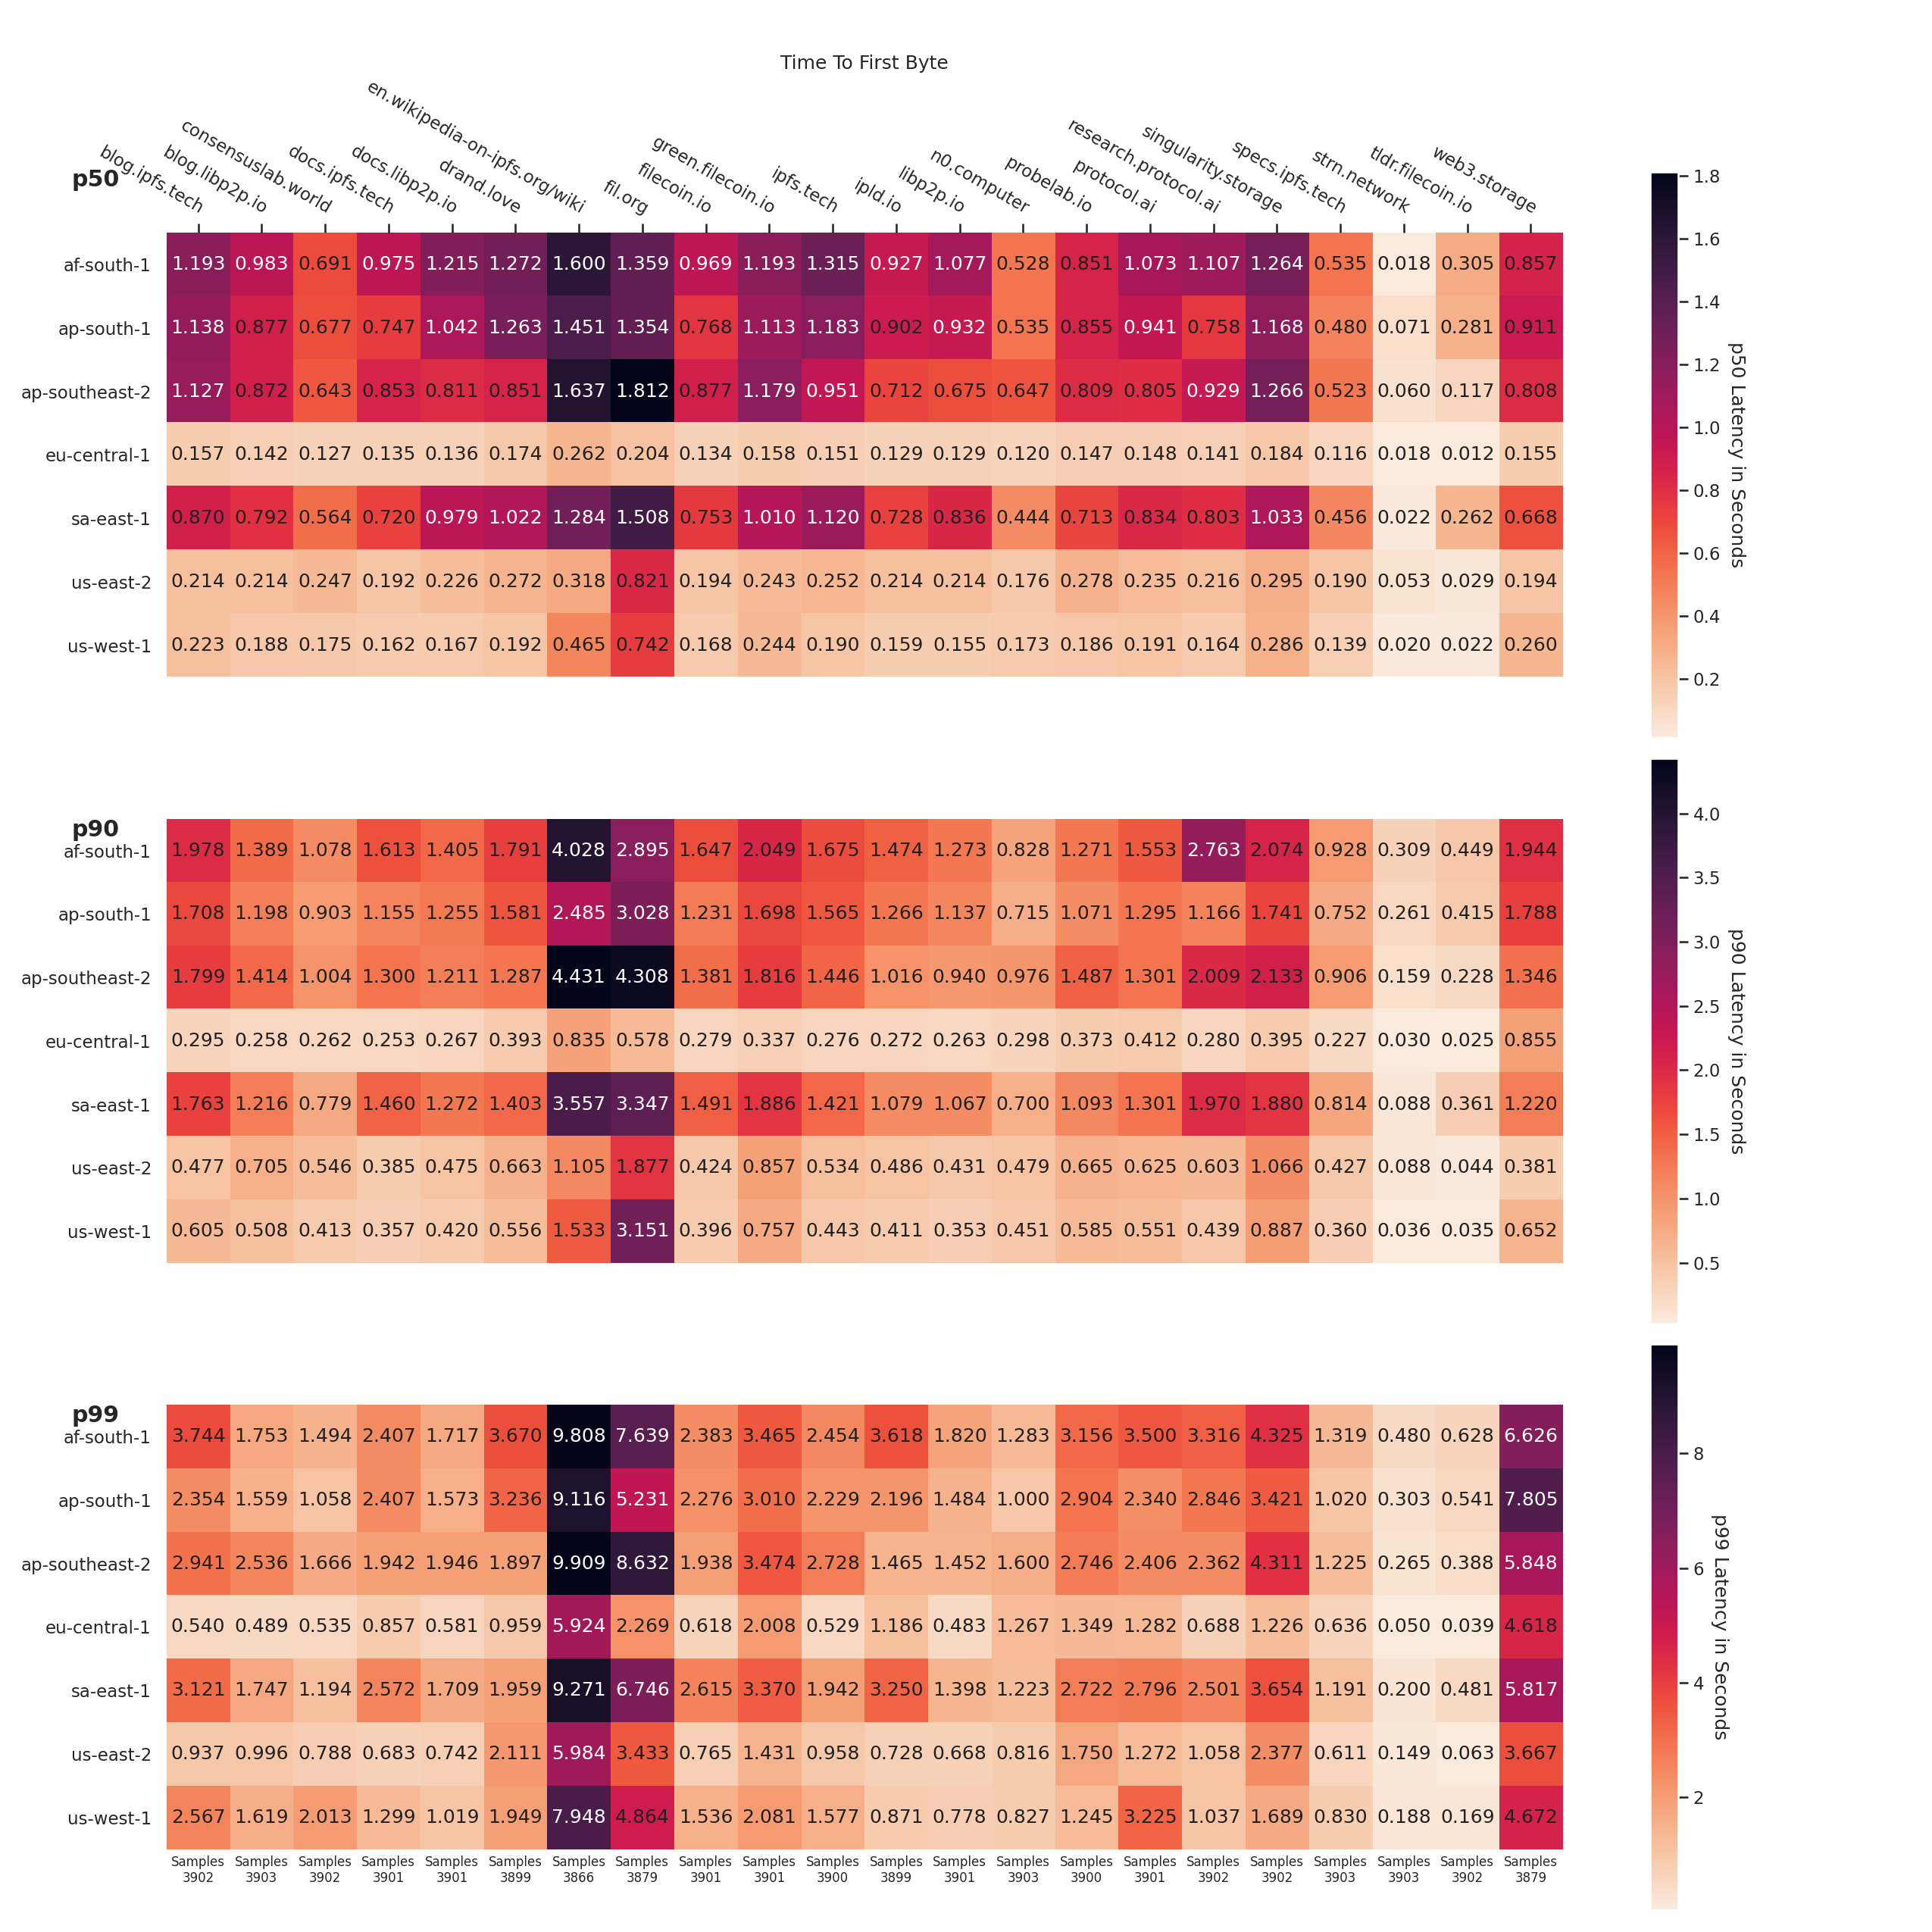 Time To First Byte
p50
blog.ipfs.tech
blog.libp2p.io
consensuslab.world
docs.ipfs.tech
docs.libp2p.io
drand.love
en.wikipedia-on-ipfs.org/wiki
fil.org
filecoin.io
green.filecoin.io
ipfs.tech
ipld.io
libp2p.io
n0.computer
probelab.io
protocol.ai
research.protocol.ai
singularity.storage
specs.ipfs.tech
strn.network
tldr.filecoin.io
web3.storage
af-south-1 1.193 0.983 0.691 0.975 1.215 1.272 1.600 1.359 0.969 1.193 1.315 0.927 1.077 0.528 0.851 1.073 1.107 1.264 0.535 0.018 0.305 0.857
ap-south-1 1.138 0.877 0.677 0.747 1.042 1.263 1.451 1.354 0.768 1.113 1.183 0.902 0.932 0.535 0.855 0.941 0.758 1.168 0.480 0.071 0.281 0.911
ap-southeast-2 1.127 0.872 0.643 0.853 0.811 0.851 1.637 1.812 0.877 1.179 0.951 0.712 0.675 0.647 0.809 0.805 0.929 1.266 0.523 0.060 0.117 0.808
eu-central-1 0.157 0.142 0.127 0.135 0.136 0.174 0.262 0.204 0.134 0.158 0.151 0.129 0.129 0.120 0.147 0.148 0.141 0.184 0.116 0.018 0.012 0.155
sa-east-1 0.870 0.792 0.564 0.720 0.979 1.022 1.284 1.508 0.753 1.010 1.120 0.728 0.836 0.444 0.713 0.834 0.803 1.033 0.456 0.022 0.262 0.668
us-east-2 0.214 0.214 0.247 0.192 0.226 0.272 0.318 0.821 0.194 0.243 0.252 0.214 0.214 0.176 0.278 0.235 0.216 0.295 0.190 0.053 0.029 0.194
us-west-1 0.223 0.188 0.175 0.162 0.167 0.192 0.465 0.742 0.168 0.244 0.190 0.159 0.155 0.173 0.186 0.191 0.164 0.286 0.139 0.020 0.022 0.260
1.8
1.6
1.4
1.2
1.0
0.8
0.6
0.4
0.2
p50 Latency in Seconds
p90
af-south-1 1.978 1.389 1.078 1.613 1.405 1.791 4.028 2.895 1.647 2.049 1.675 1.474 1.273 0.828 1.271 1.553 2.763 2.074 0.928 0.309 0.449 1.944
ap-south-1 1.708 1.198 0.903 1.155 1.255 1.581 2.485 3.028 1.231 1.698 1.565 1.266 1.137 0.715 1.071 1.295 1.166 1.741 0.752 0.261 0.415 1.788
ap-southeast-2 1.799 1.414 1.004 1.300 1.211 1.287 4.431 4.308 1.381 1.816 1.446 1.016 0.940 0.976 1.487 1.301 2.009 2.133 0.906 0.159 0.228 1.346
eu-central-1 0.295 0.258 0.262 0.253 0.267 0.393 0.835 0.578 0.279 0.337 0.276 0.272 0.263 0.298 0.373 0.412 0.280 0.395 0.227 0.030 0.025 0.855
sa-east-1 1.763 1.216 0.779 1.460 1.272 1.403 3.557 3.347 1.491 1.886 1.421 1.079 1.067 0.700 1.093 1.301 1.970 1.880 0.814 0.088 0.361 1.220
us-east-2 0.477 0.705 0.546 0.385 0.475 0.663 1.105 1.877 0.424 0.857 0.534 0.486 0.431 0.479 0.665 0.625 0.603 1.066 0.427 0.088 0.044 0.381
us-west-1 0.605 0.508 0.413 0.357 0.420 0.556 1.533 3.151 0.396 0.757 0.443 0.411 0.353 0.451 0.585 0.551 0.439 0.887 0.360 0.036 0.035 0.652
4.0
3.5
3.0
2.5
2.0
1.5
1.0
0.5
p90 Latency in Seconds
p99
af-south-1 3.744 1.753 1.494 2.407 1.717 3.670 9.808 7.639 2.383 3.465 2.454 3.618 1.820 1.283 3.156 3.500 3.316 4.325 1.319 0.480 0.628 6.626
ap-south-1 2.354 1.559 1.058 2.407 1.573 3.236 9.116 5.231 2.276 3.010 2.229 2.196 1.484 1.000 2.904 2.340 2.846 3.421 1.020 0.303 0.541 7.805
ap-southeast-2 2.941 2.536 1.666 1.942 1.946 1.897 9.909 8.632 1.938 3.474 2.728 1.465 1.452 1.600 2.746 2.406 2.362 4.311 1.225 0.265 0.388 5.848
eu-central-1 0.540 0.489 0.535 0.857 0.581 0.959 5.924 2.269 0.618 2.008 0.529 1.186 0.483 1.267 1.349 1.282 0.688 1.226 0.636 0.050 0.039 4.618
sa-east-1 3.121 1.747 1.194 2.572 1.709 1.959 9.271 6.746 2.615 3.370 1.942 3.250 1.398 1.223 2.722 2.796 2.501 3.654 1.191 0.200 0.481 5.817
us-east-2 0.937 0.996 0.788 0.683 0.742 2.111 5.984 3.433 0.765 1.431 0.958 0.728 0.668 0.816 1.750 1.272 1.058 2.377 0.611 0.149 0.063 3.667
us-west-1 2.567 1.619 2.013 1.299 1.019 1.949 7.948 4.864 1.536 2.081 1.577 0.871 0.778 0.827 1.245 3.225 1.037 1.689 0.830 0.188 0.169 4.672
Samples Samples Samples Samples Samples Samples Samples Samples Samples Samples Samples Samples Samples Samples Samples Samples Samples Samples Samples Samples Samples Samples
3902 3903 3902 3901 3901 3899 3866 3879 3901 3901 3900 3899 3901 3903 3900 3901 3902 3902 3903 3903 3902 3879
8
6
4
2
p99 Latency in Seconds